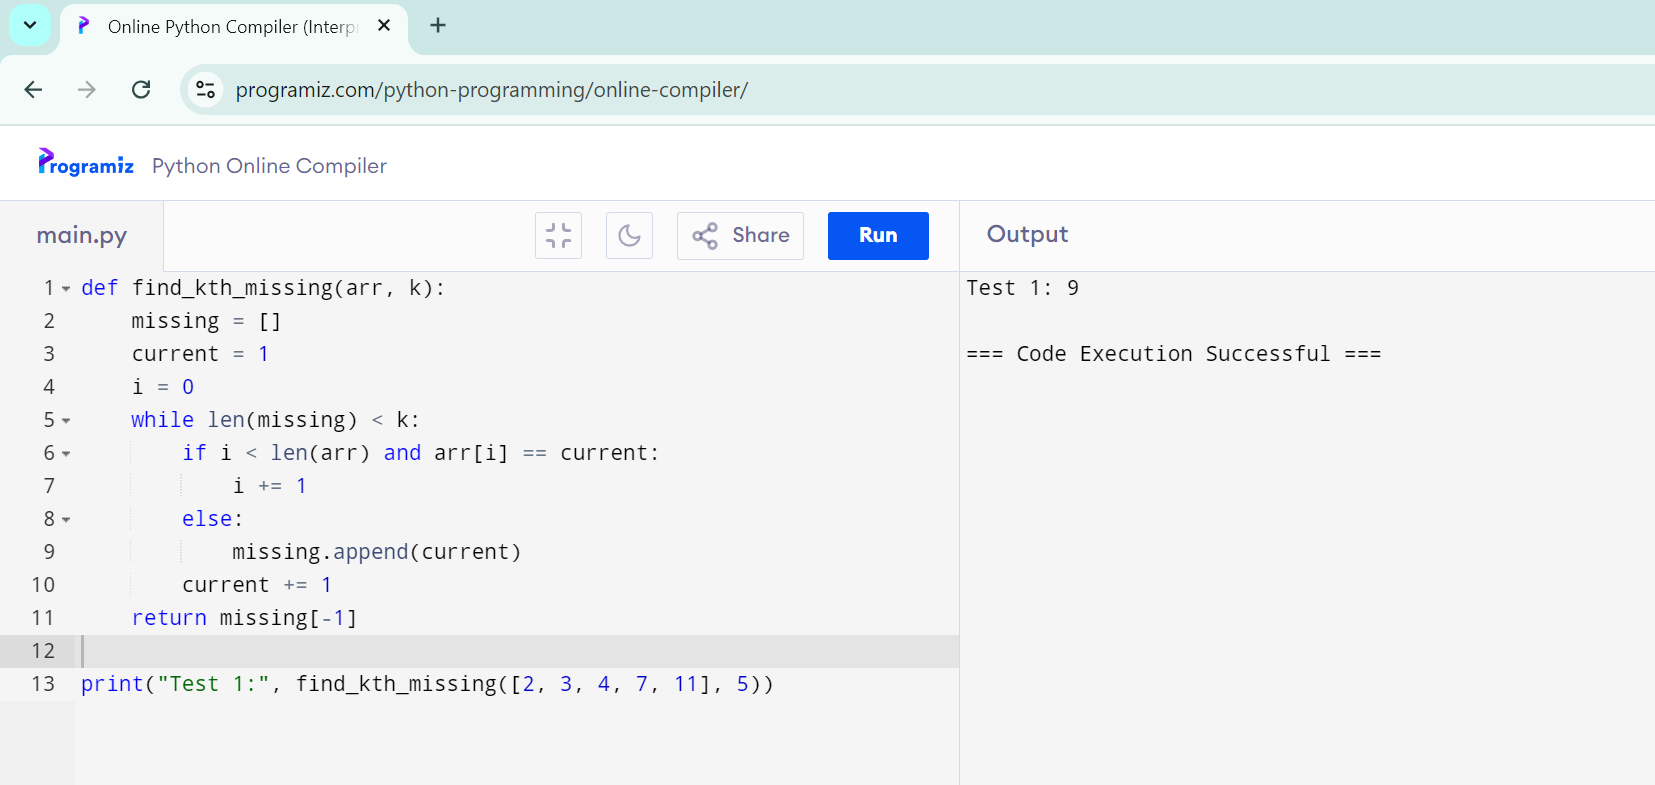 Online Python Compiler (Interp
programiz.com/python-programming/online-compiler/
Programiz Python Online Compiler
main.py
Share
Run
Output
1 def find_kth_missing(arr, k):
2     missing = []
3     current = 1
4     i = 0
5     while len(missing) < k:
6         if i < len(arr) and arr[i] == current:
7             i += 1
8         else:
9             missing.append(current)
10         current += 1
11     return missing[-1]
12
13 print("Test 1:", find_kth_missing([2, 3, 4, 7, 11], 5))
Test 1: 9
=== Code Execution Successful ===